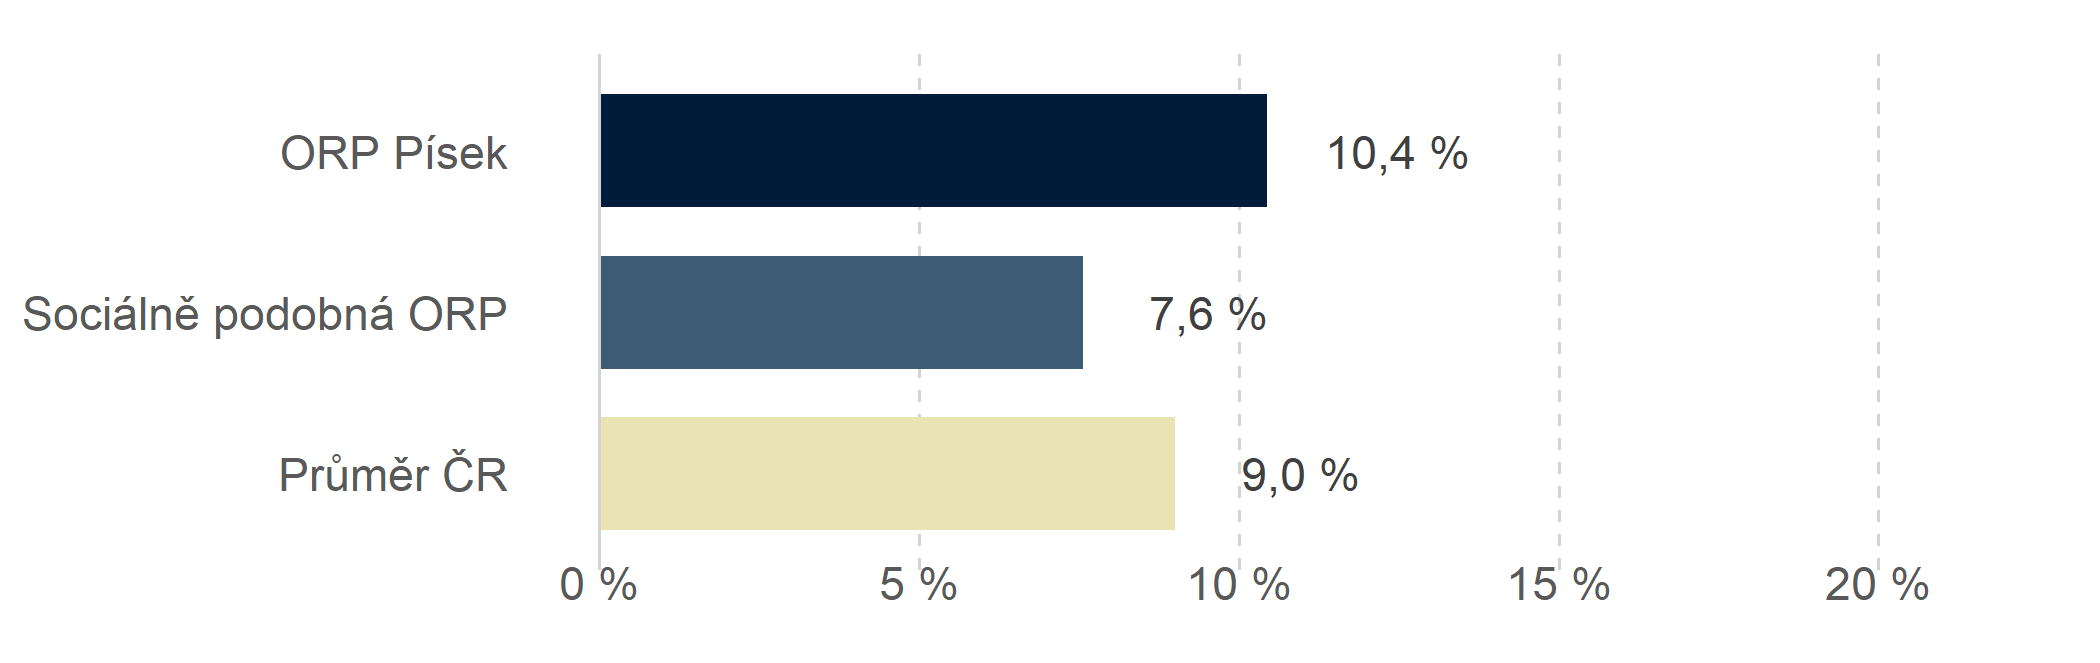 ORP Písek 10,4 %
Sociálně podobná ORP 7,6 %
Průměr ČR 9,0 %
0 % 5 % 10 % 15 % 20 %